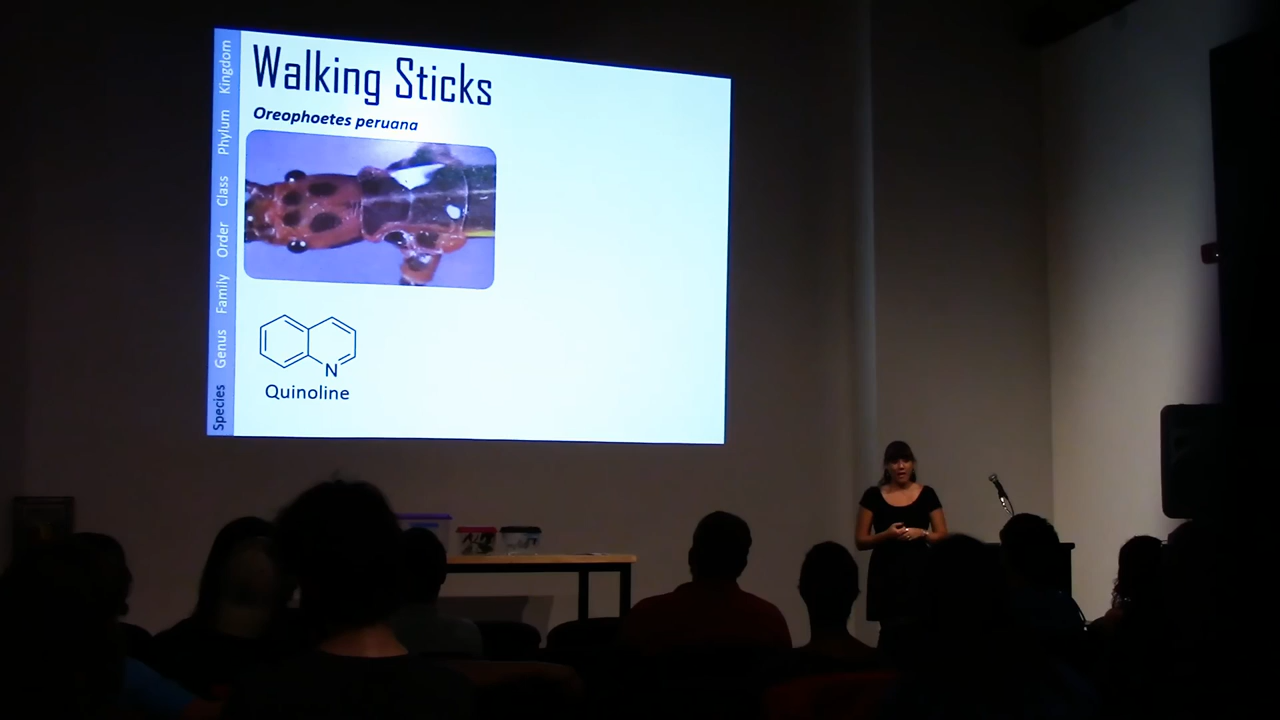 Walking Sticks
Oreophoetes peruana
N
Quinoline
Species Genus Family Order Class Phylum Kingdom